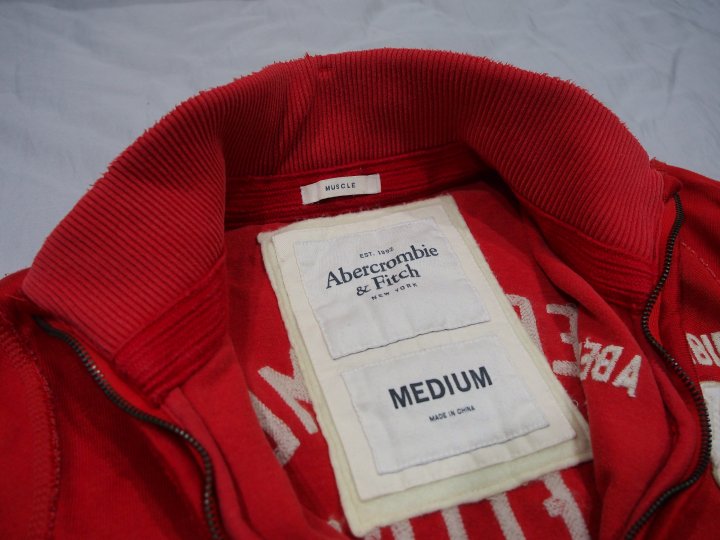 MUSCLE
EST. 1892
Abercrombie
& Fitch
NEW YORK
MEDIUM
MADE IN CHINA